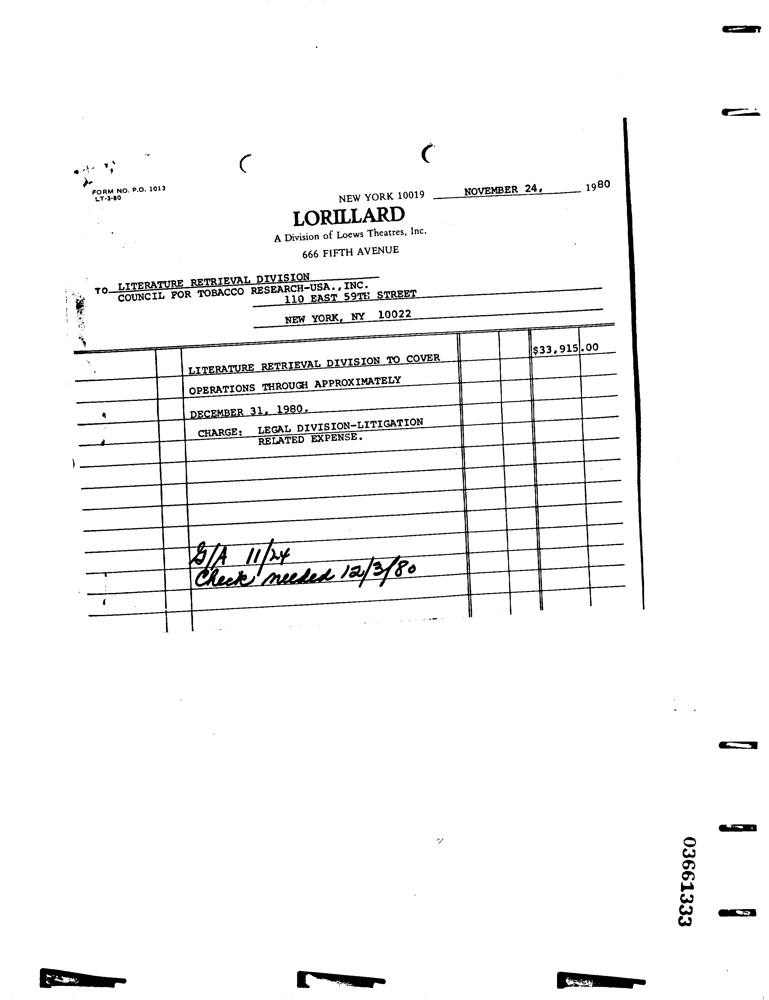 FORM NO. P.O. 1013
LT-3-80
NEW YORK 10019 NOVEMBER 24, 1980
LORILLARD
A Division of Loews Theatres, Inc.
666 FIFTH AVENUE
TO LITERATURE RETRIEVAL DIVISION
COUNCIL FOR TOBACCO RESEARCH-USA., INC.
110 EAST 59TH STREET
NEW YORK, NY 10022
$33,915.00
LITERATURE RETRIEVAL DIVISION TO COVER
OPERATIONS THROUGH APPROXIMATELY
DECEMBER 31, 1980.
CHARGE: LEGAL DIVISION-LITIGATION
RELATED EXPENSE.
G/A 11/24
Check needed 12/3/80
03661333